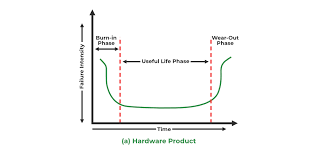 Burn-in
Phase
Useful Life Phase
Wear-Out
Phase
Failure Intensity
Time
(a) Hardware Product